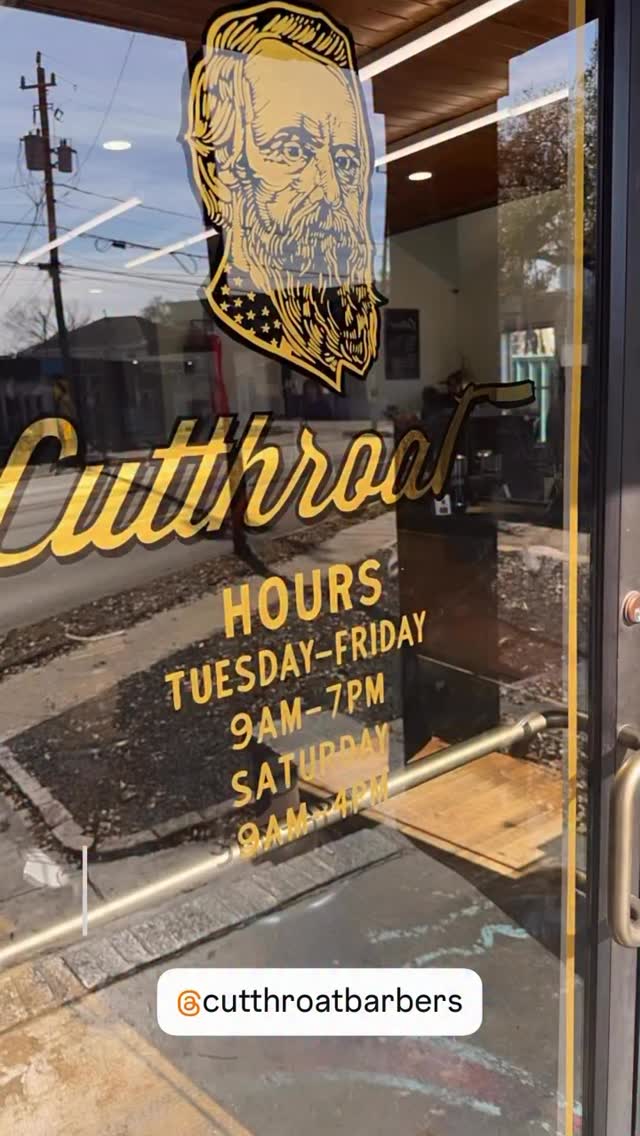 Cutthroat
HOURS
TUESDAY-FRIDAY
9AM-7PM
SATURDAY
9AM-4PM
@cutthroatbarbers